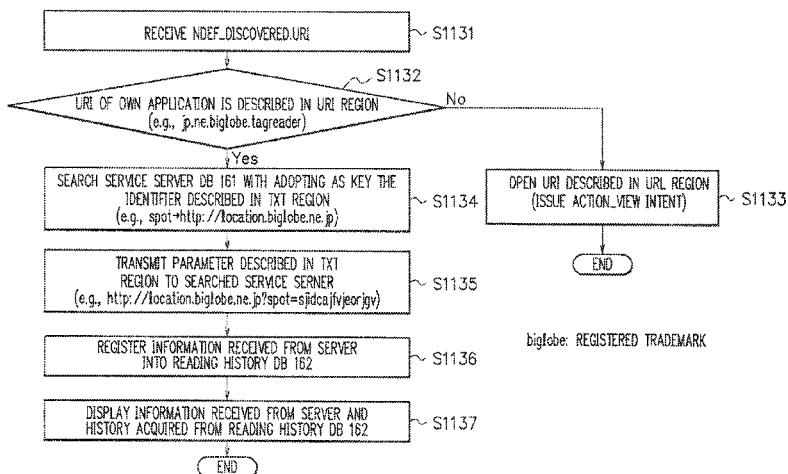 RECEIVE NDEF_DISCOVERED.URI
S1131
S1132
URI OF OWN APPLICATION IS DESCRIBED IN URI REGION
(e.g., jp.ne.biglobe.tagreader)
No
Yes
SEARCH SERVICE SERVER DB 161 WITH ADOPTING AS KEY THE
IDENTIFIER DESCRIBED IN TXT REGION
(e.g., spot→http://location.biglobe.ne.jp)
S1134
OPEN URI DESCRIBED IN URL REGION
(ISSUE ACTION_VIEW INTENT)
S1133
END
TRANSMIT PARAMETER DESCRIBED IN TXT
REGION TO SEARCHED SERVICE SERNER
(e.g., http://location.biglobe.ne.jp?spot=sjidcajfvjeorjgv)
S1135
biglobe: REGISTERED TRADEMARK
REGISTER INFORMATION RECEIVED FROM SERVER
INTO READING HISTORY DB 162
S1136
DISPLAY INFORMATION RECEIVED FROM SERVER AND
HISTORY ACQUIRED FROM READING HISTORY DB 162
S1137
END